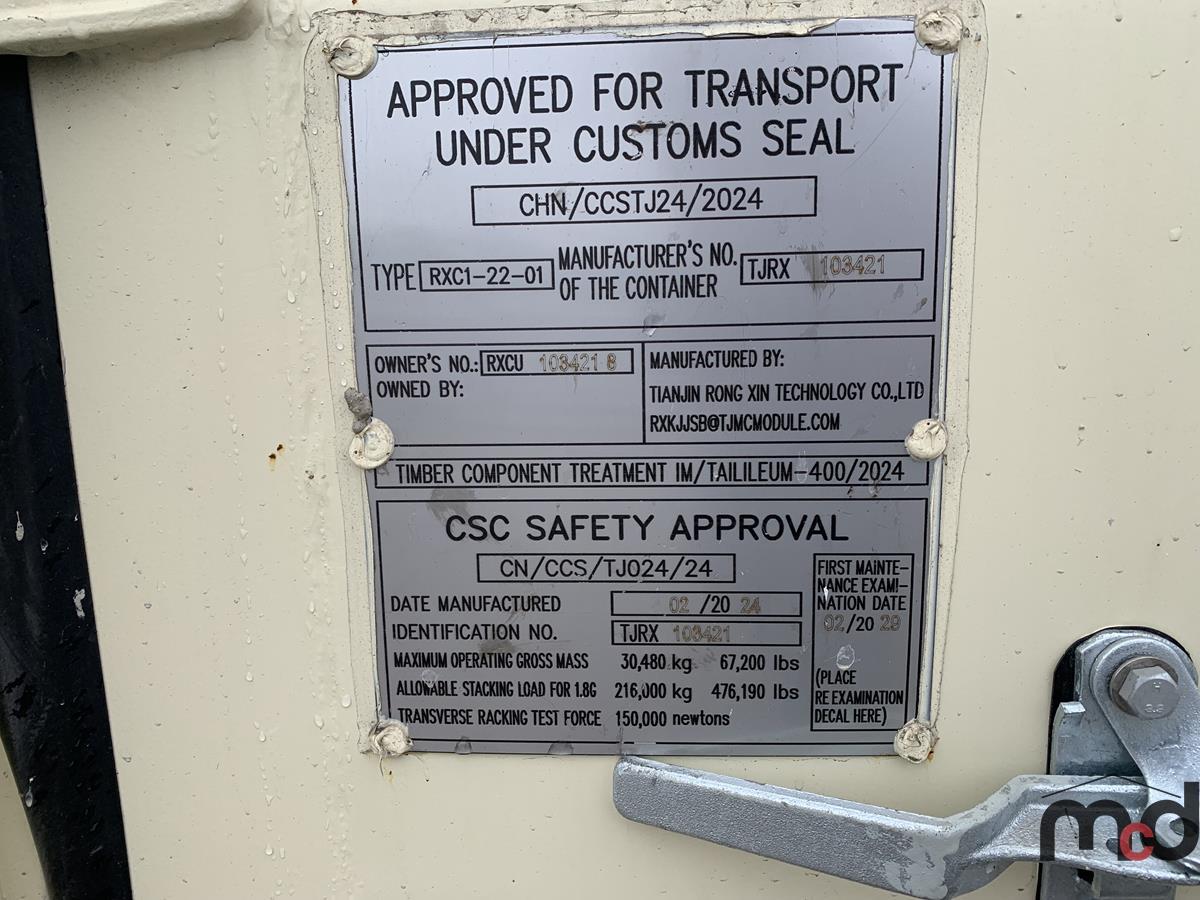 APPROVED FOR TRANSPORT
UNDER CUSTOMS SEAL
CHN/CCSTJ24/2024
TYPE RXC1-22-01 MANUFACTURER'S NO. OF THE CONTAINER TJRX 103421
OWNER'S NO.: RXCU 103421 8
OWNED BY:
MANUFACTURED BY:
TIANJIN RONG XIN TECHNOLOGY CO.,LTD
RXKJJSB@TJMCMODULE.COM
TIMBER COMPONENT TREATMENT IM/TAILILEUM-400/2024
CSC SAFETY APPROVAL
CN/CCS/TJ024/24
DATE MANUFACTURED 02 /20 24
IDENTIFICATION NO. TJRX 103421
MAXIMUM OPERATING GROSS MASS 30,480 kg 67,200 lbs
ALLOWABLE STACKING LOAD FOR 1.8G 216,000 kg 476,190 lbs
TRANSVERSE RACKING TEST FORCE 150,000 newtons
FIRST MAINTE-
NANCE EXAMI-
NATION DATE
02/20 29
(PLACE
RE EXAMINATION
DECAL HERE)
8.8
mcd